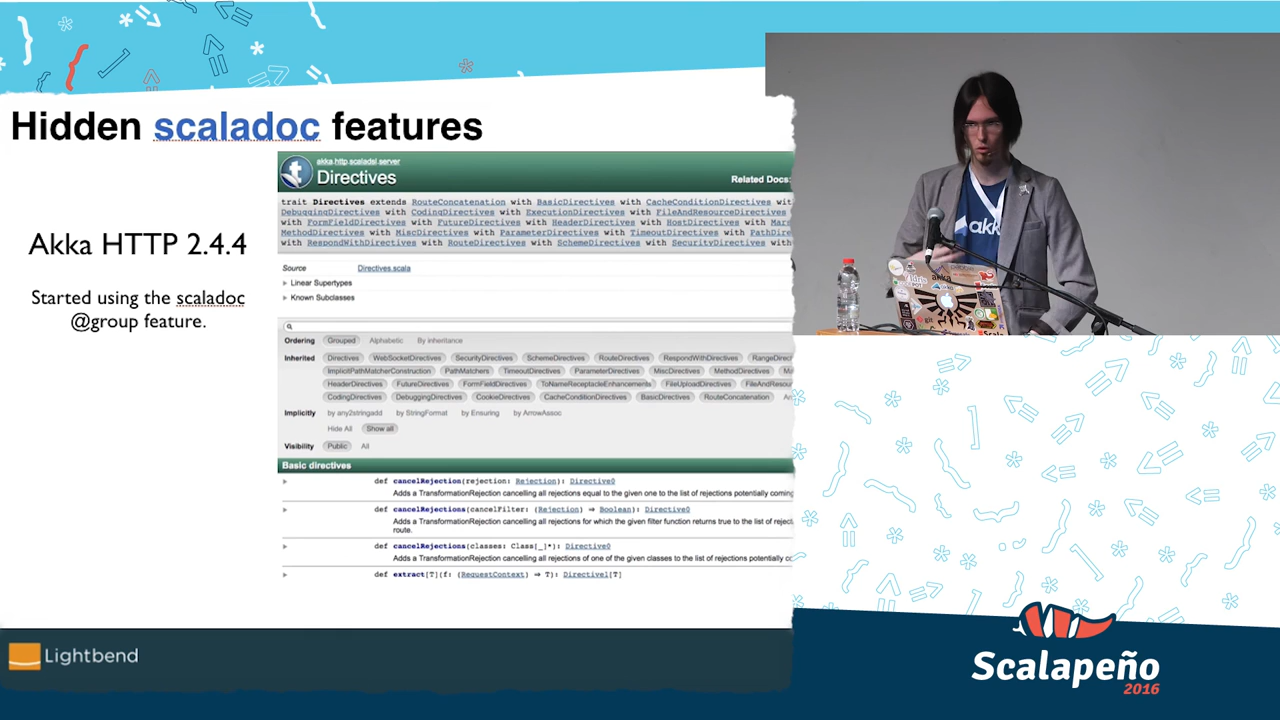 Hidden scaladoc features
Akka HTTP 2.4.4
Started using the scaladoc
@group feature.
akka.http.scaladsl.server
Directives
Related Docs:
trait Directives extends RouteConcatenation with BasicDirectives with CacheConditionDirectives wit
DebuggingDirectives with CodingDirectives with ExecutionDirectives with FileAndResourceDirectives
with FormFieldDirectives with FutureDirectives with HeaderDirectives with HostDirectives with Mars
MethodDirectives with MiscDirectives with ParameterDirectives with TimeoutDirectives with PathDire
with RespondWithDirectives with RouteDirectives with SchemeDirectives with SecurityDirectives with
Source Directives.scala
Linear Supertypes
Known Subclasses
Ordering Grouped Alphabetic By inheritance
Inherited Directives WebSocketDirectives SecurityDirectives SchemeDirectives RouteDirectives RespondWithDirectives RangeDirect
ImplicitPathMatcherConstruction PathMatchers TimeoutDirectives ParameterDirectives MiscDirectives MethodDirectives Ma
HeaderDirectives FutureDirectives FormFieldDirectives ToNameReceptacleEnhancements FileUploadDirectives FileAndResou
CodingDirectives DebuggingDirectives CookieDirectives CacheConditionDirectives BasicDirectives RouteConcatenation An
Implicitly by any2stringadd by StringFormat by Ensuring by ArrowAssoc
Hide All Show all
Visibility Public All
Basic directives
def cancelRejection(rejection: Rejection): Directive0
Adds a TransformationRejection cancelling all rejections equal to the given one to the list of rejections potentially coming
def cancelRejections(cancelFilter: (Rejection) ⇒ Boolean): Directive0
Adds a TransformationRejection cancelling all rejections for which the given filter function returns true to the list of reject
route.
def cancelRejections(classes: Class[_]*): Directive0
Adds a TransformationRejection cancelling all rejections of one of the given classes to the list of rejections potentially co
def extract[T](f: (RequestContext) ⇒ T): Directive1[T]
Lightbend
akk
akka
git
Scalapeño
2016